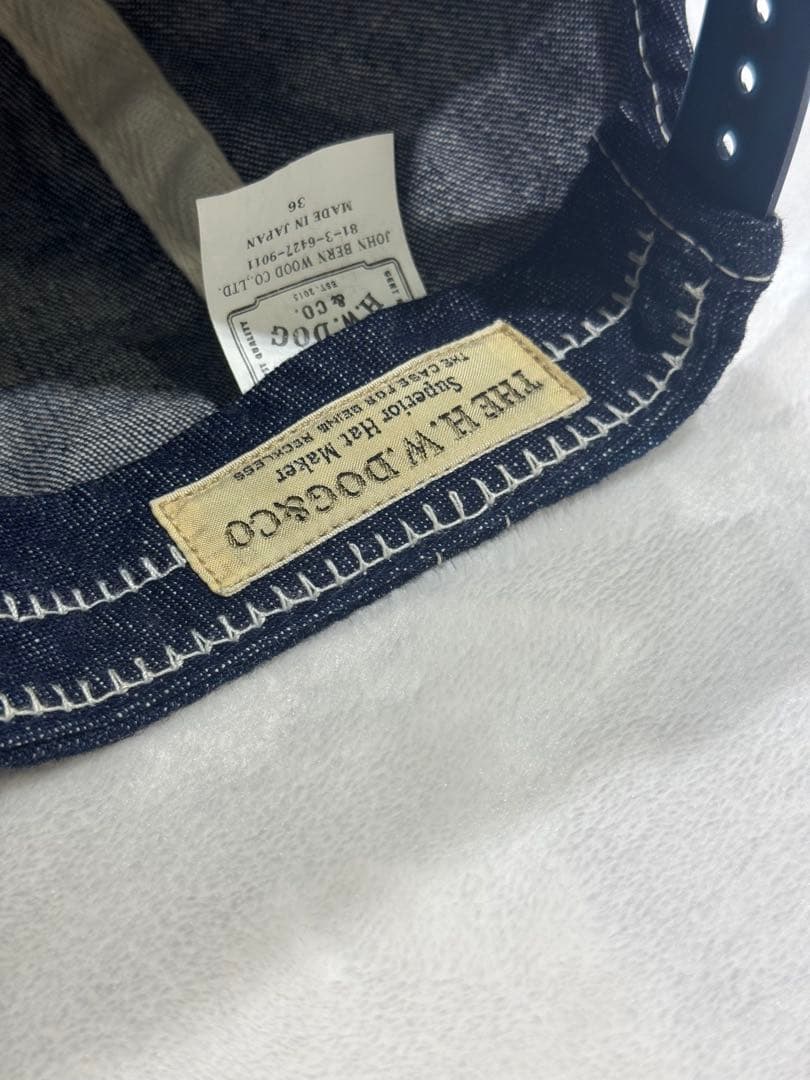 THE H.W.DOG&CO
Superior Hat Maker
THE CASE FOR BEING RECKLESS
H.W.DOG
& CO.
EST. 2015
JOHN BERN WOOD CO.,LTD.
81-3-6427-9011
MADE IN JAPAN
36